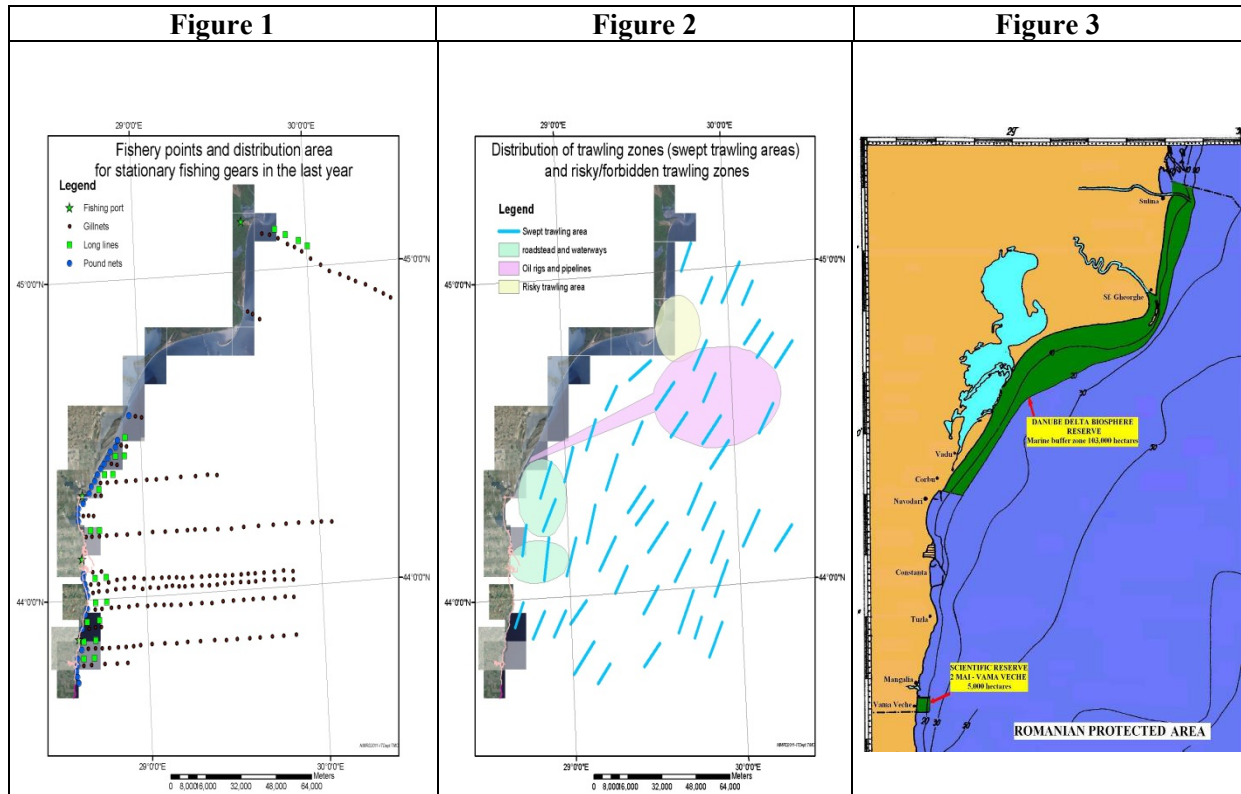 Figure 1
Figure 2
Figure 3
29°0'0"E 30°0'0"E
Fishery points and distribution area
for stationary fishing gears in the last year
Legend
Fishing port
Gillnets
Long lines
Pound nets
45°0'0"N
45°0'0"N
44°0'0"N
44°0'0"N
29°0'0"E 30°0'0"E
Meters
0 8,00016,000 32,000 48,000 64,000
29°0'0"E 30°0'0"E
Distribution of trawling zones (swept trawling areas)
and risky/forbidden trawling zones
Legend
Swept trawling area
roadstead and waterways
Oil rigs and pipelines
Risky trawling area
45°0'0"N
45°0'0"N
44°0'0"N
44°0'0"N
29°0'0"E 30°0'0"E
Meters
0 8,00016,000 32,000 48,000 64,000
29°
Sulina
Sf. Gheorghe
DANUBE DELTA BIOSPHERE
RESERVE
Marine buffer zone 103,000 hectares
Vadu
Corbu
Navodari
Constanta
Tuzla
SCIENTIFIC RESERVE
2 MAI - VAMA VECHE
5,000 hectares
Mangalia
Vama Veche
20 30 50
ROMANIAN PROTECTED AREA